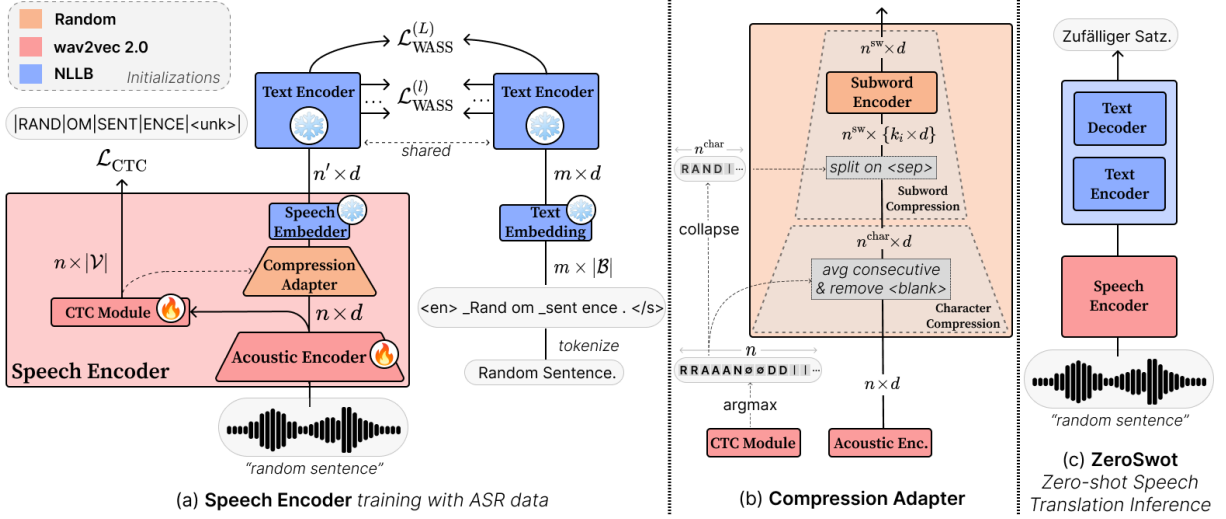 Random
wav2vec 2.0
NLLB
Initializations
|RAND|OM|SENT|ENCE|<unk>|
ℒ_CTC
ℒ_WASS^(L)
ℒ_WASS^(l)
Text Encoder
...
...
Text Encoder
shared
n′ × d
m × d
Speech Embedder
Text Embedding
n × |𝒱|
Compression Adapter
m × |ℬ|
CTC Module
n × d
<en> _Rand om _sent ence . </s>
Acoustic Encoder
tokenize
Speech Encoder
Random Sentence.
“random sentence”
(a) Speech Encoder training with ASR data
n^sw × d
Subword Encoder
n^sw × {k_i × d}
n^char
RAND|...
split on <sep>
Subword Compression
collapse
n^char × d
avg consecutive & remove <blank>
Character Compression
n
RRAAANøøDD||...
n × d
argmax
CTC Module
Acoustic Enc.
(b) Compression Adapter
Zufälliger Satz.
Text Decoder
Text Encoder
Speech Encoder
“random sentence”
(c) ZeroSwot
Zero-shot Speech
Translation Inference